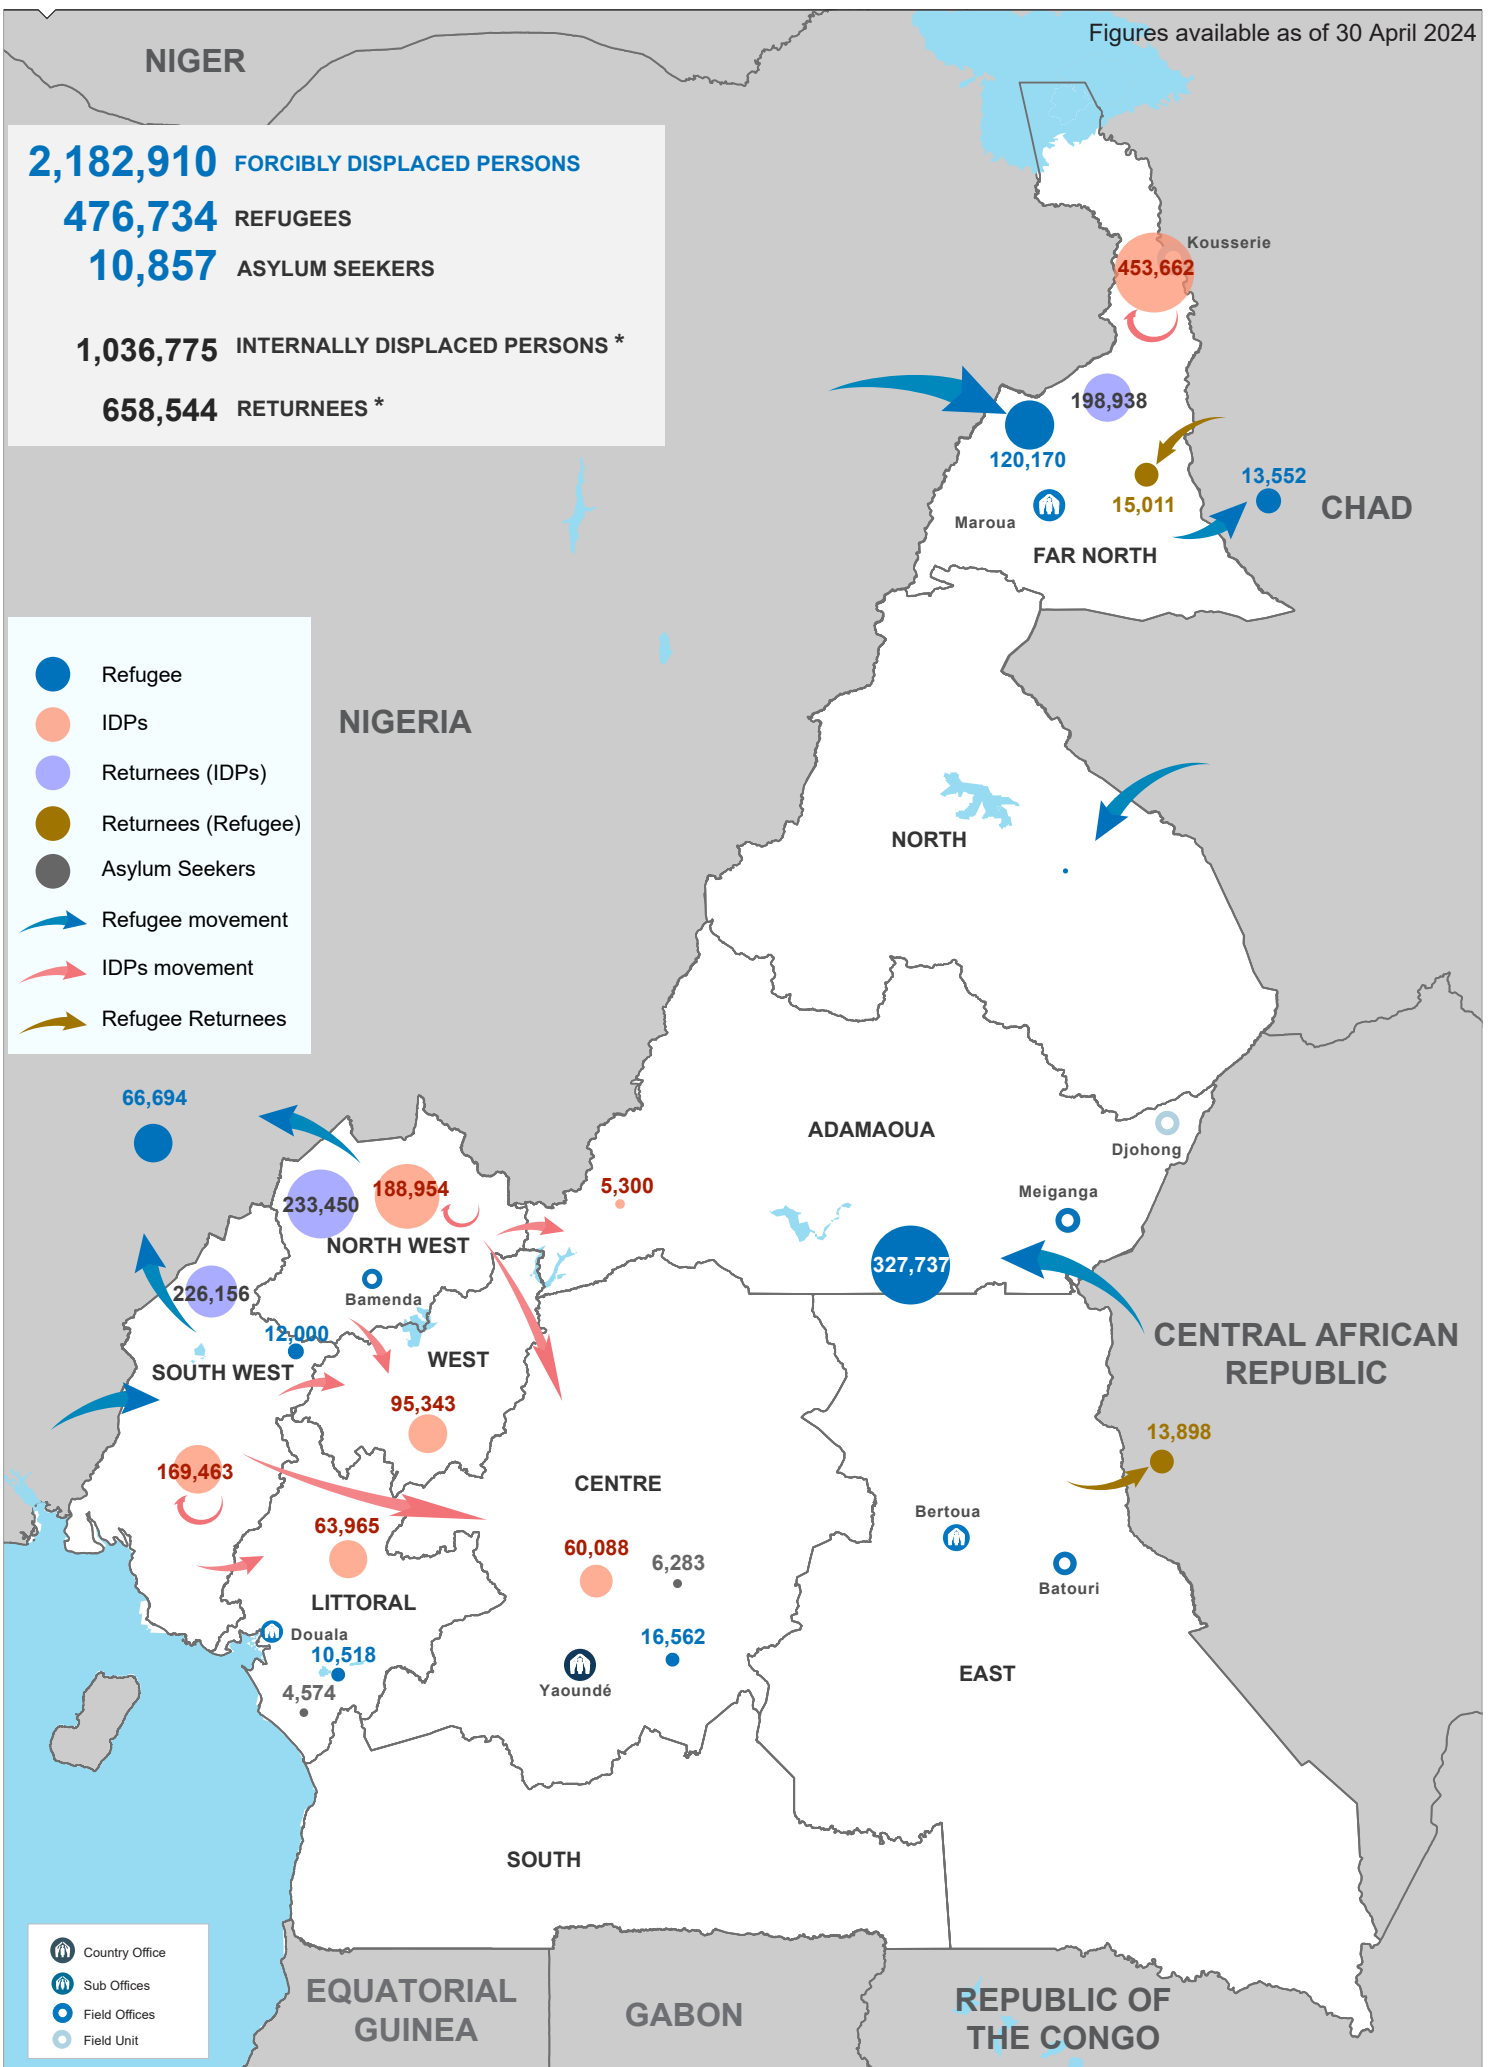 Figures available as of 30 April 2024
NIGER
2,182,910 FORCIBLY DISPLACED PERSONS
476,734 REFUGEES
10,857 ASYLUM SEEKERS
1,036,775 INTERNALLY DISPLACED PERSONS *
658,544 RETURNEES *
Kousserie
453,662
198,938
120,170
15,011
13,552
CHAD
Maroua
FAR NORTH
Refugee
IDPs
Returnees (IDPs)
Returnees (Refugee)
Asylum Seekers
Refugee movement
IDPs movement
Refugee Returnees
NIGERIA
NORTH
66,694
ADAMAOUA
Djohong
5,300
Meiganga
233,450
188,954
NORTH WEST
327,737
226,156
Bamenda
12,000
SOUTH WEST
WEST
CENTRAL AFRICAN
REPUBLIC
95,343
13,898
169,463
CENTRE
63,965
Bertoua
60,088
6,283
Batouri
LITTORAL
Douala
10,518
16,562
4,574
Yaoundé
EAST
SOUTH
Country Office
Sub Offices
Field Offices
Field Unit
EQUATORIAL
GUINEA
GABON
REPUBLIC OF
THE CONGO